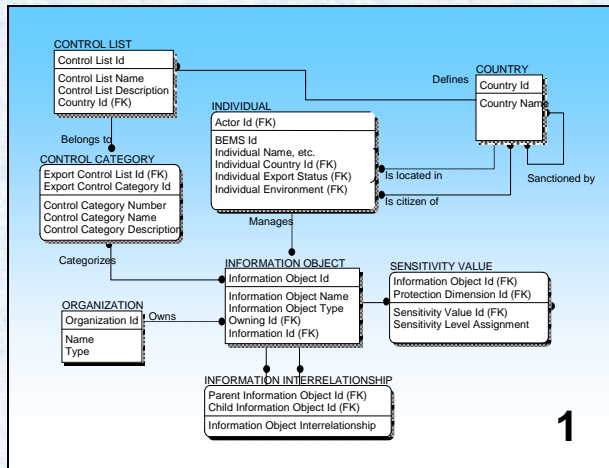 CONTROL LIST
Control List Id
Control List Name
Control List Description
Country Id (FK)
Defines
COUNTRY
Country Id
Country Name
INDIVIDUAL
Actor Id (FK)
BEMS Id
Individual Name, etc.
Individual Country Id (FK)
Individual Export Status (FK)
Individual Environment (FK)
Belongs to
Is located in
Sanctioned by
Is citizen of
CONTROL CATEGORY
Export Control List Id (FK)
Export Control Category Id
Control Category Number
Control Category Name
Control Category Description
Manages
Categorizes
INFORMATION OBJECT
Information Object Id
Information Object Name
Information Object Type
Owning Id (FK)
Information Id (FK)
SENSITIVITY VALUE
Information Object Id (FK)
Protection Dimension Id (FK)
Sensitivity Value Id (FK)
Sensitivity Level Assignment
ORGANIZATION
Organization Id
Name
Type
Owns
INFORMATION INTERRELATIONSHIP
Parent Information Object Id (FK)
Child Information Object Id (FK)
Information Object Interrelationship
1